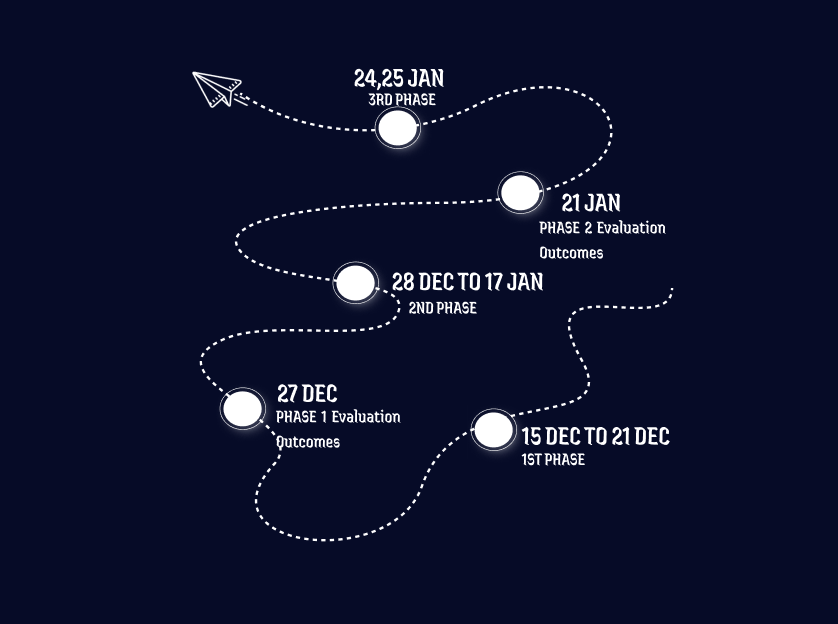 24,25 JAN
3RD PHASE
21 JAN
PHASE 2 Evaluation
Outcomes
28 DEC TO 17 JAN
2ND PHASE
27 DEC
PHASE 1 Evaluation
Outcomes
15 DEC TO 21 DEC
1ST PHASE